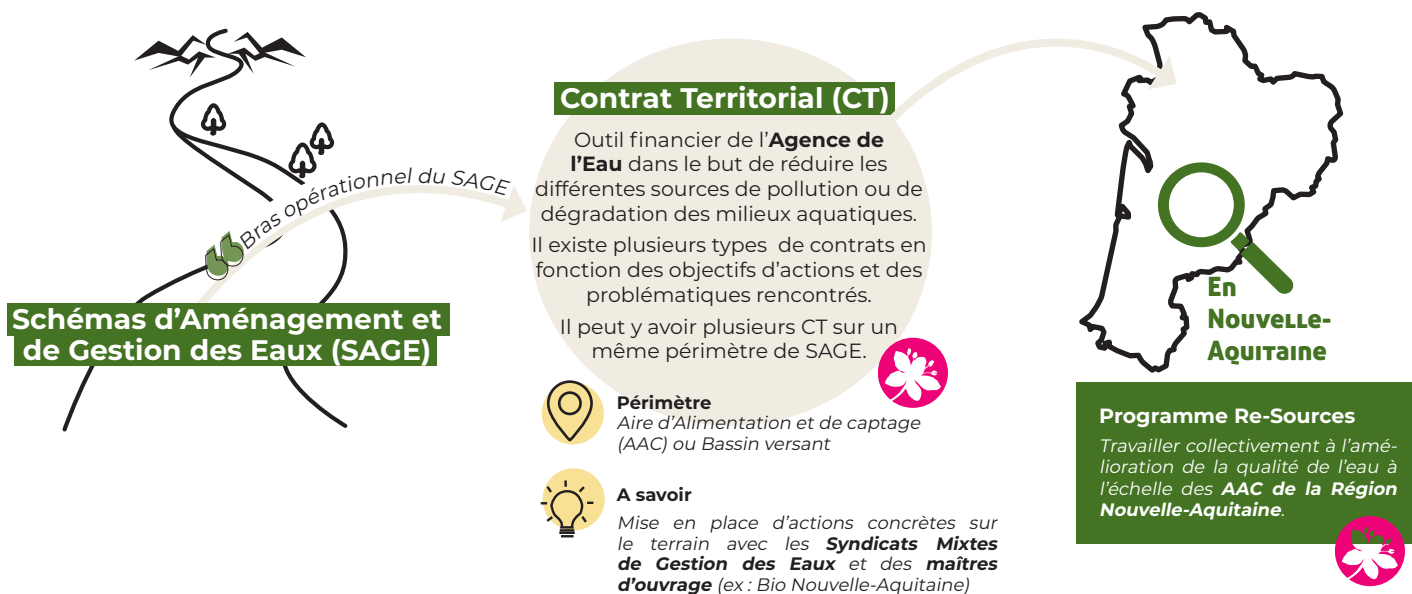 Bras opérationnel du SAGE
Schémas d'Aménagement et
de Gestion des Eaux (SAGE)
Contrat Territorial (CT)
Outil financier de l'Agence de
l'Eau dans le but de réduire les
différentes sources de pollution ou de
dégradation des milieux aquatiques.
Il existe plusieurs types de contrats en
fonction des objectifs d'actions et des
problématiques rencontrés.
Il peut y avoir plusieurs CT sur un
même périmètre de SAGE.
Périmètre
Aire d'Alimentation et de captage
(AAC) ou Bassin versant
A savoir
Mise en place d'actions concrètes sur
le terrain avec les Syndicats Mixtes
de Gestion des Eaux et des maîtres
d'ouvrage (ex : Bio Nouvelle-Aquitaine)
En
Nouvelle-
Aquitaine
Programme Re-Sources
Travailler collectivement à l'amé-
lioration de la qualité de l'eau à
l'échelle des AAC de la Région
Nouvelle-Aquitaine.